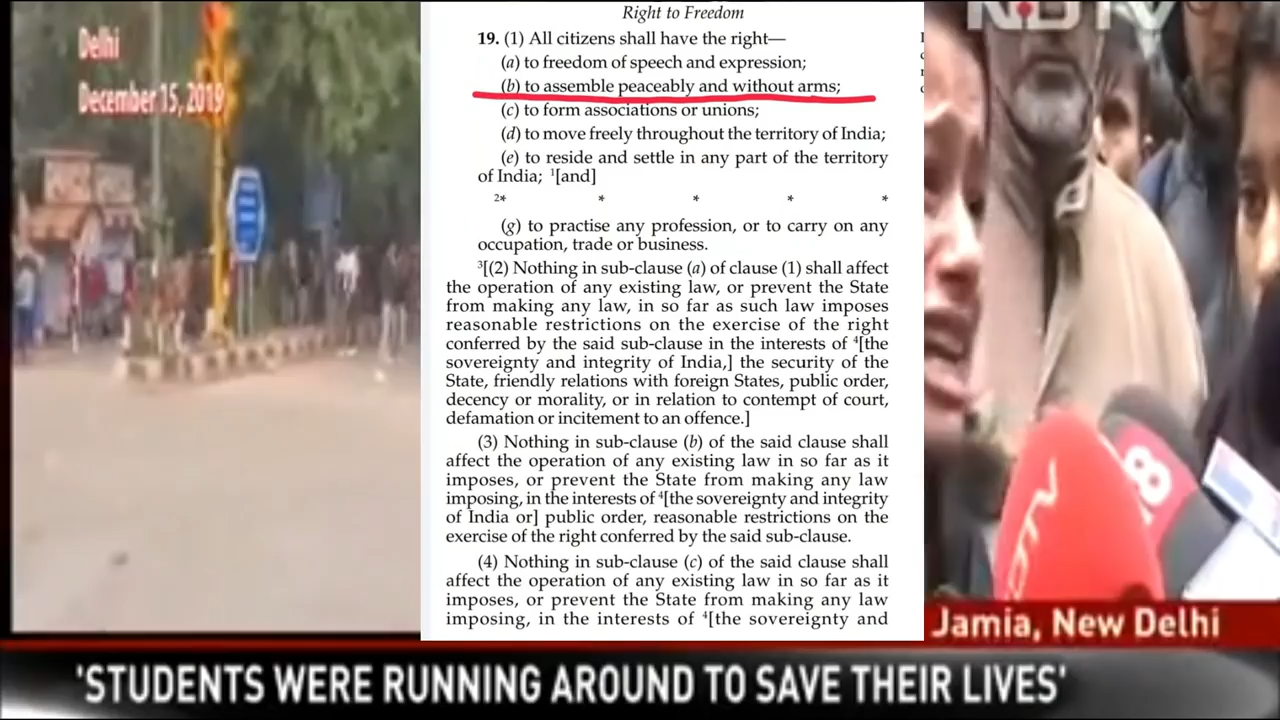 Delhi
December 15, 2019
Right to Freedom
19. (1) All citizens shall have the right—
(a) to freedom of speech and expression;
(b) to assemble peaceably and without arms;
(c) to form associations or unions;
(d) to move freely throughout the territory of India;
(e) to reside and settle in any part of the territory
of India; ¹[and]
²* * * * *
(g) to practise any profession, or to carry on any
occupation, trade or business.
³[(2) Nothing in sub-clause (a) of clause (1) shall affect
the operation of any existing law, or prevent the State
from making any law, in so far as such law imposes
reasonable restrictions on the exercise of the right
conferred by the said sub-clause in the interests of ⁴[the
sovereignty and integrity of India,] the security of the
State, friendly relations with foreign States, public order,
decency or morality, or in relation to contempt of court,
defamation or incitement to an offence.]
(3) Nothing in sub-clause (b) of the said clause shall
affect the operation of any existing law in so far as it
imposes, or prevent the State from making any law
imposing, in the interests of ⁴[the sovereignty and integrity
of India or] public order, reasonable restrictions on the
exercise of the right conferred by the said sub-clause.
(4) Nothing in sub-clause (c) of the said clause shall
affect the operation of any existing law in so far as it
imposes, or prevent the State from making any law
imposing, in the interests of ⁴[the sovereignty and
NDTV
Jamia, New Delhi
'STUDENTS WERE RUNNING AROUND TO SAVE THEIR LIVES'